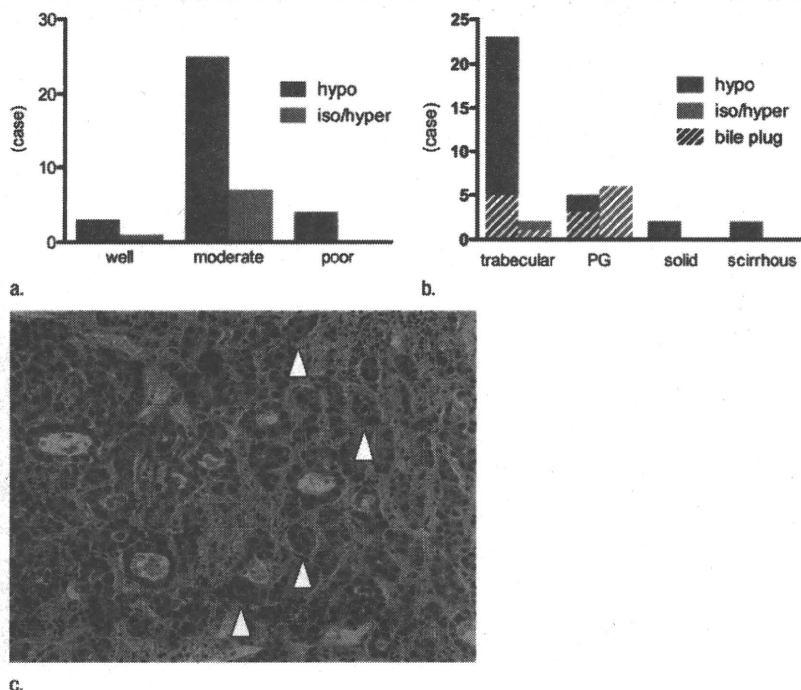 30
20
10
0
(case)
hypo
iso/hyper
well moderate poor
a.
25
20
15
10
5
0
(case)
hypo
iso/hyper
bile plug
trabecular PG solid scirrhous
b.
c.